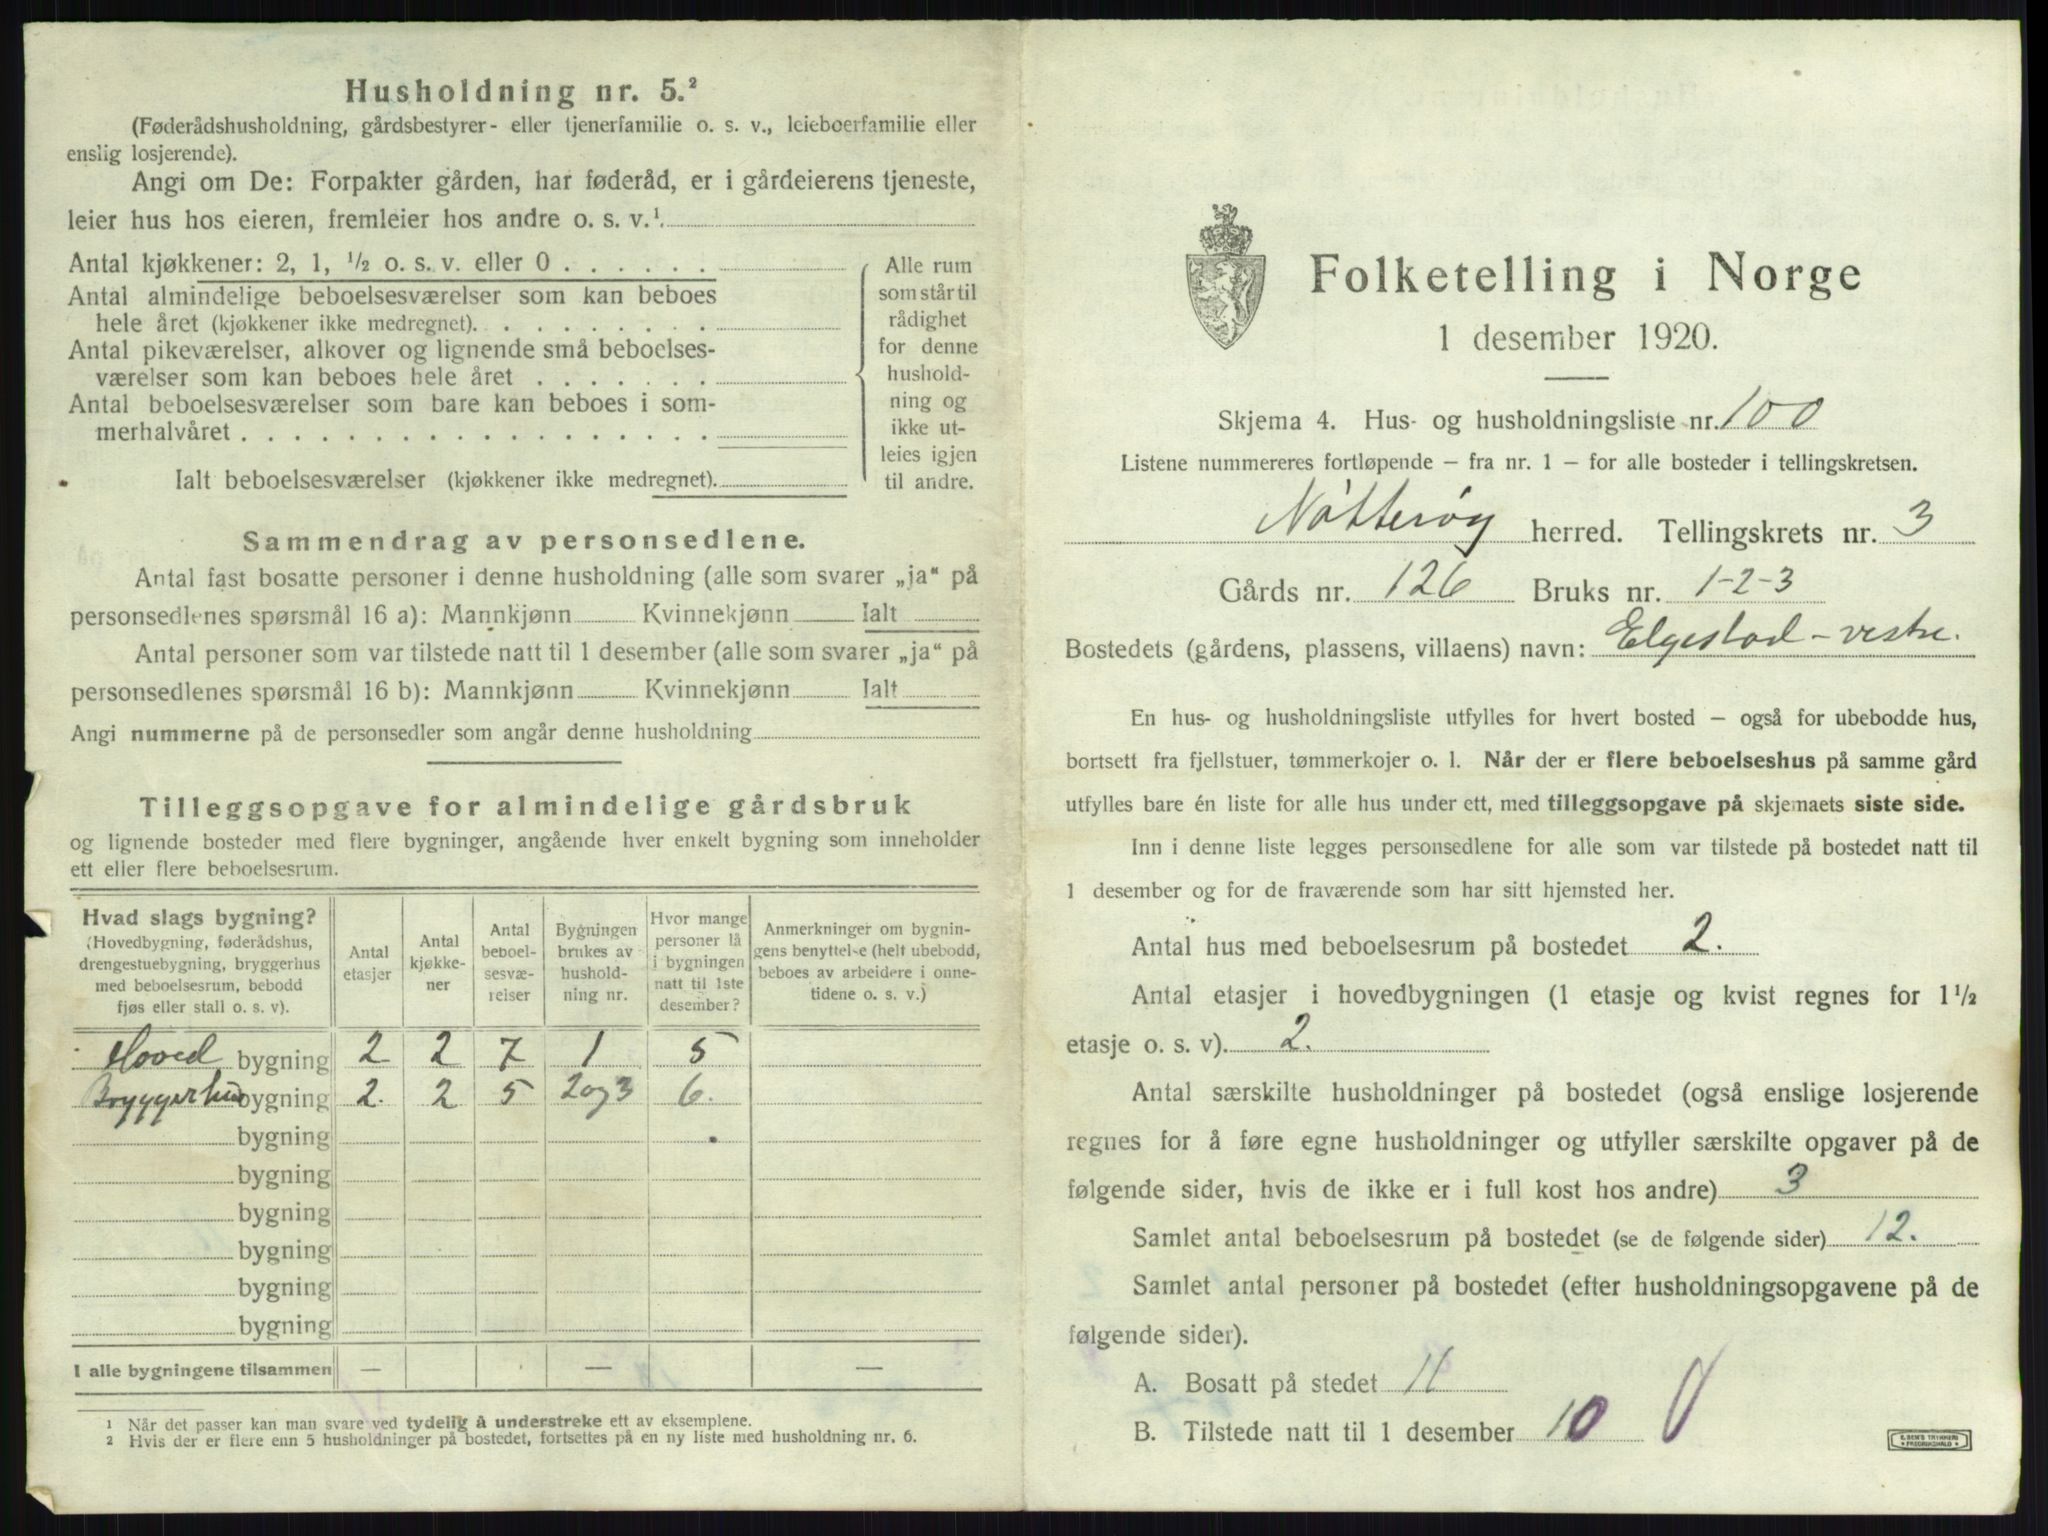 Husholdning nr. 5.²
(Føderådshusholdning, gårdsbestyrer- eller tjenerfamilie o. s. v., leieboerfamilie eller
enslig losjerende).
Angi om De: Forpakter gården, har føderåd, er i gårdeierens tjeneste,
leier hus hos eieren, fremleier hos andre o. s. v.¹
Antal kjøkkener: 2, 1, ½ o. s. v. eller 0 . . . . . .
Antal almindelige beboelsesværelser som kan beboes
hele året (kjøkkener ikke medregnet). . . . . . . . .
Antal pikeværelser, alkover og lignende små beboelses-
værelser som kan beboes hele året . . . . . . .
Antal beboelsesværelser som bare kan beboes i som-
merhalvåret . . . . . . . . . . . . . . . . . .
Ialt beboelsesværelser (kjøkkener ikke medregnet).
Alle rum
som står til
rådighet
for denne
hushold-
ning og
ikke ut-
leies igjen
til andre.
Sammendrag av personsedlene.
Antal fast bosatte personer i denne husholdning (alle som svarer „ja“ på
personsedlenes spørsmål 16 a): Mannkjønn Kvinnekjønn Ialt
Antal personer som var tilstede natt til 1 desember (alle som svarer „ja“ på
personsedlenes spørsmål 16 b): Mannkjønn Kvinnekjønn Ialt
Angi nummerne på de personsedler som angår denne husholdning
Tilleggsopgave for almindelige gårdsbruk
og lignende bosteder med flere bygninger, angående hver enkelt bygning som inneholder
ett eller flere beboelsesrum.
Hvad slags bygning?
(Hovedbygning, føderådshus,
drengestuebygning, bryggerhus
med beboelsesrum, bebodd
fjøs eller stall o. s. v).
Antal
etasjer
Antal
kjøkke-
ner
Antal
beboel-
sesvæ-
relser
Bygningen
brukes av
hushold-
ning nr.
Hvor mange
personer lå
i bygningen
natt til 1ste
desember?
Anmerkninger om bygnin-
gens benyttelse (helt ubebodd,
beboes av arbeidere i onne-
tidene o. s. v.)
Hoved bygning 2 2 7 1 5
Bryggerhus bygning 2. 2 5 2 og 3 6.
bygning
bygning
bygning
bygning
bygning
bygning
I alle bygningene tilsammen — — —
¹ Når det passer kan man svare ved tydelig å understreke ett av eksemplene.
² Hvis der er flere enn 5 husholdninger på bostedet, fortsettes på en ny liste med husholdning nr. 6.
Folketelling i Norge
1 desember 1920.
Skjema 4. Hus- og husholdningsliste nr. 100
Listene nummereres fortløpende – fra nr. 1 – for alle bosteder i tellingskretsen.
Nøtterøy herred. Tellingskrets nr. 3
Gårds nr. 126 Bruks nr. 1-2-3
Bostedets (gårdens, plassens, villaens) navn: Elgestad - vestre.
En hus- og husholdningsliste utfylles for hvert bosted – også for ubebodde hus,
bortsett fra fjellstuer, tømmerkojer o. l. Når der er flere beboelseshus på samme gård
utfylles bare én liste for alle hus under ett, med tilleggsopgave på skjemaets siste side.
Inn i denne liste legges personsedlene for alle som var tilstede på bostedet natt til
1 desember og for de fraværende som har sitt hjemsted her.
Antal hus med beboelsesrum på bostedet 2.
Antal etasjer i hovedbygningen (1 etasje og kvist regnes for 1½
etasje o. s. v). 2.
Antal særskilte husholdninger på bostedet (også enslige losjerende
regnes for å føre egne husholdninger og utfyller særskilte opgaver på de
følgende sider, hvis de ikke er i full kost hos andre) 3
Samlet antal beboelsesrum på bostedet (se de følgende sider) 12.
Samlet antal personer på bostedet (efter husholdningsopgavene på de
følgende sider).
A. Bosatt på stedet 11
B. Tilstede natt til 1 desember 10
E. SEM'S TRYKKERI
FREDRIKSHALD